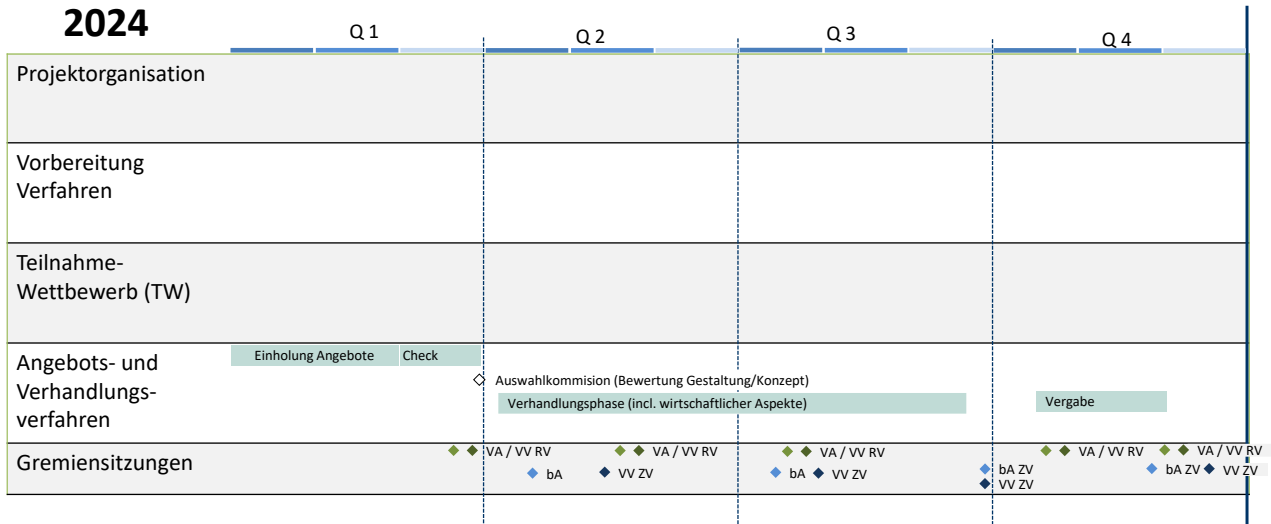 2024
Q 1
Q 2
Q 3
Q 4
Projektorganisation
Vorbereitung
Verfahren
Teilnahme-
Wettbewerb (TW)
Angebots- und
Verhandlungs-
verfahren
Einholung Angebote
Check
Auswahlkommision (Bewertung Gestaltung/Konzept)
Verhandlungsphase (incl. wirtschaftlicher Aspekte)
Vergabe
Gremiensitzungen
VA / VV RV
VA / VV RV
VA / VV RV
VA / VV RV
VA / VV RV
bA
VV ZV
bA
VV ZV
bA ZV
VV ZV
bA ZV
VV ZV